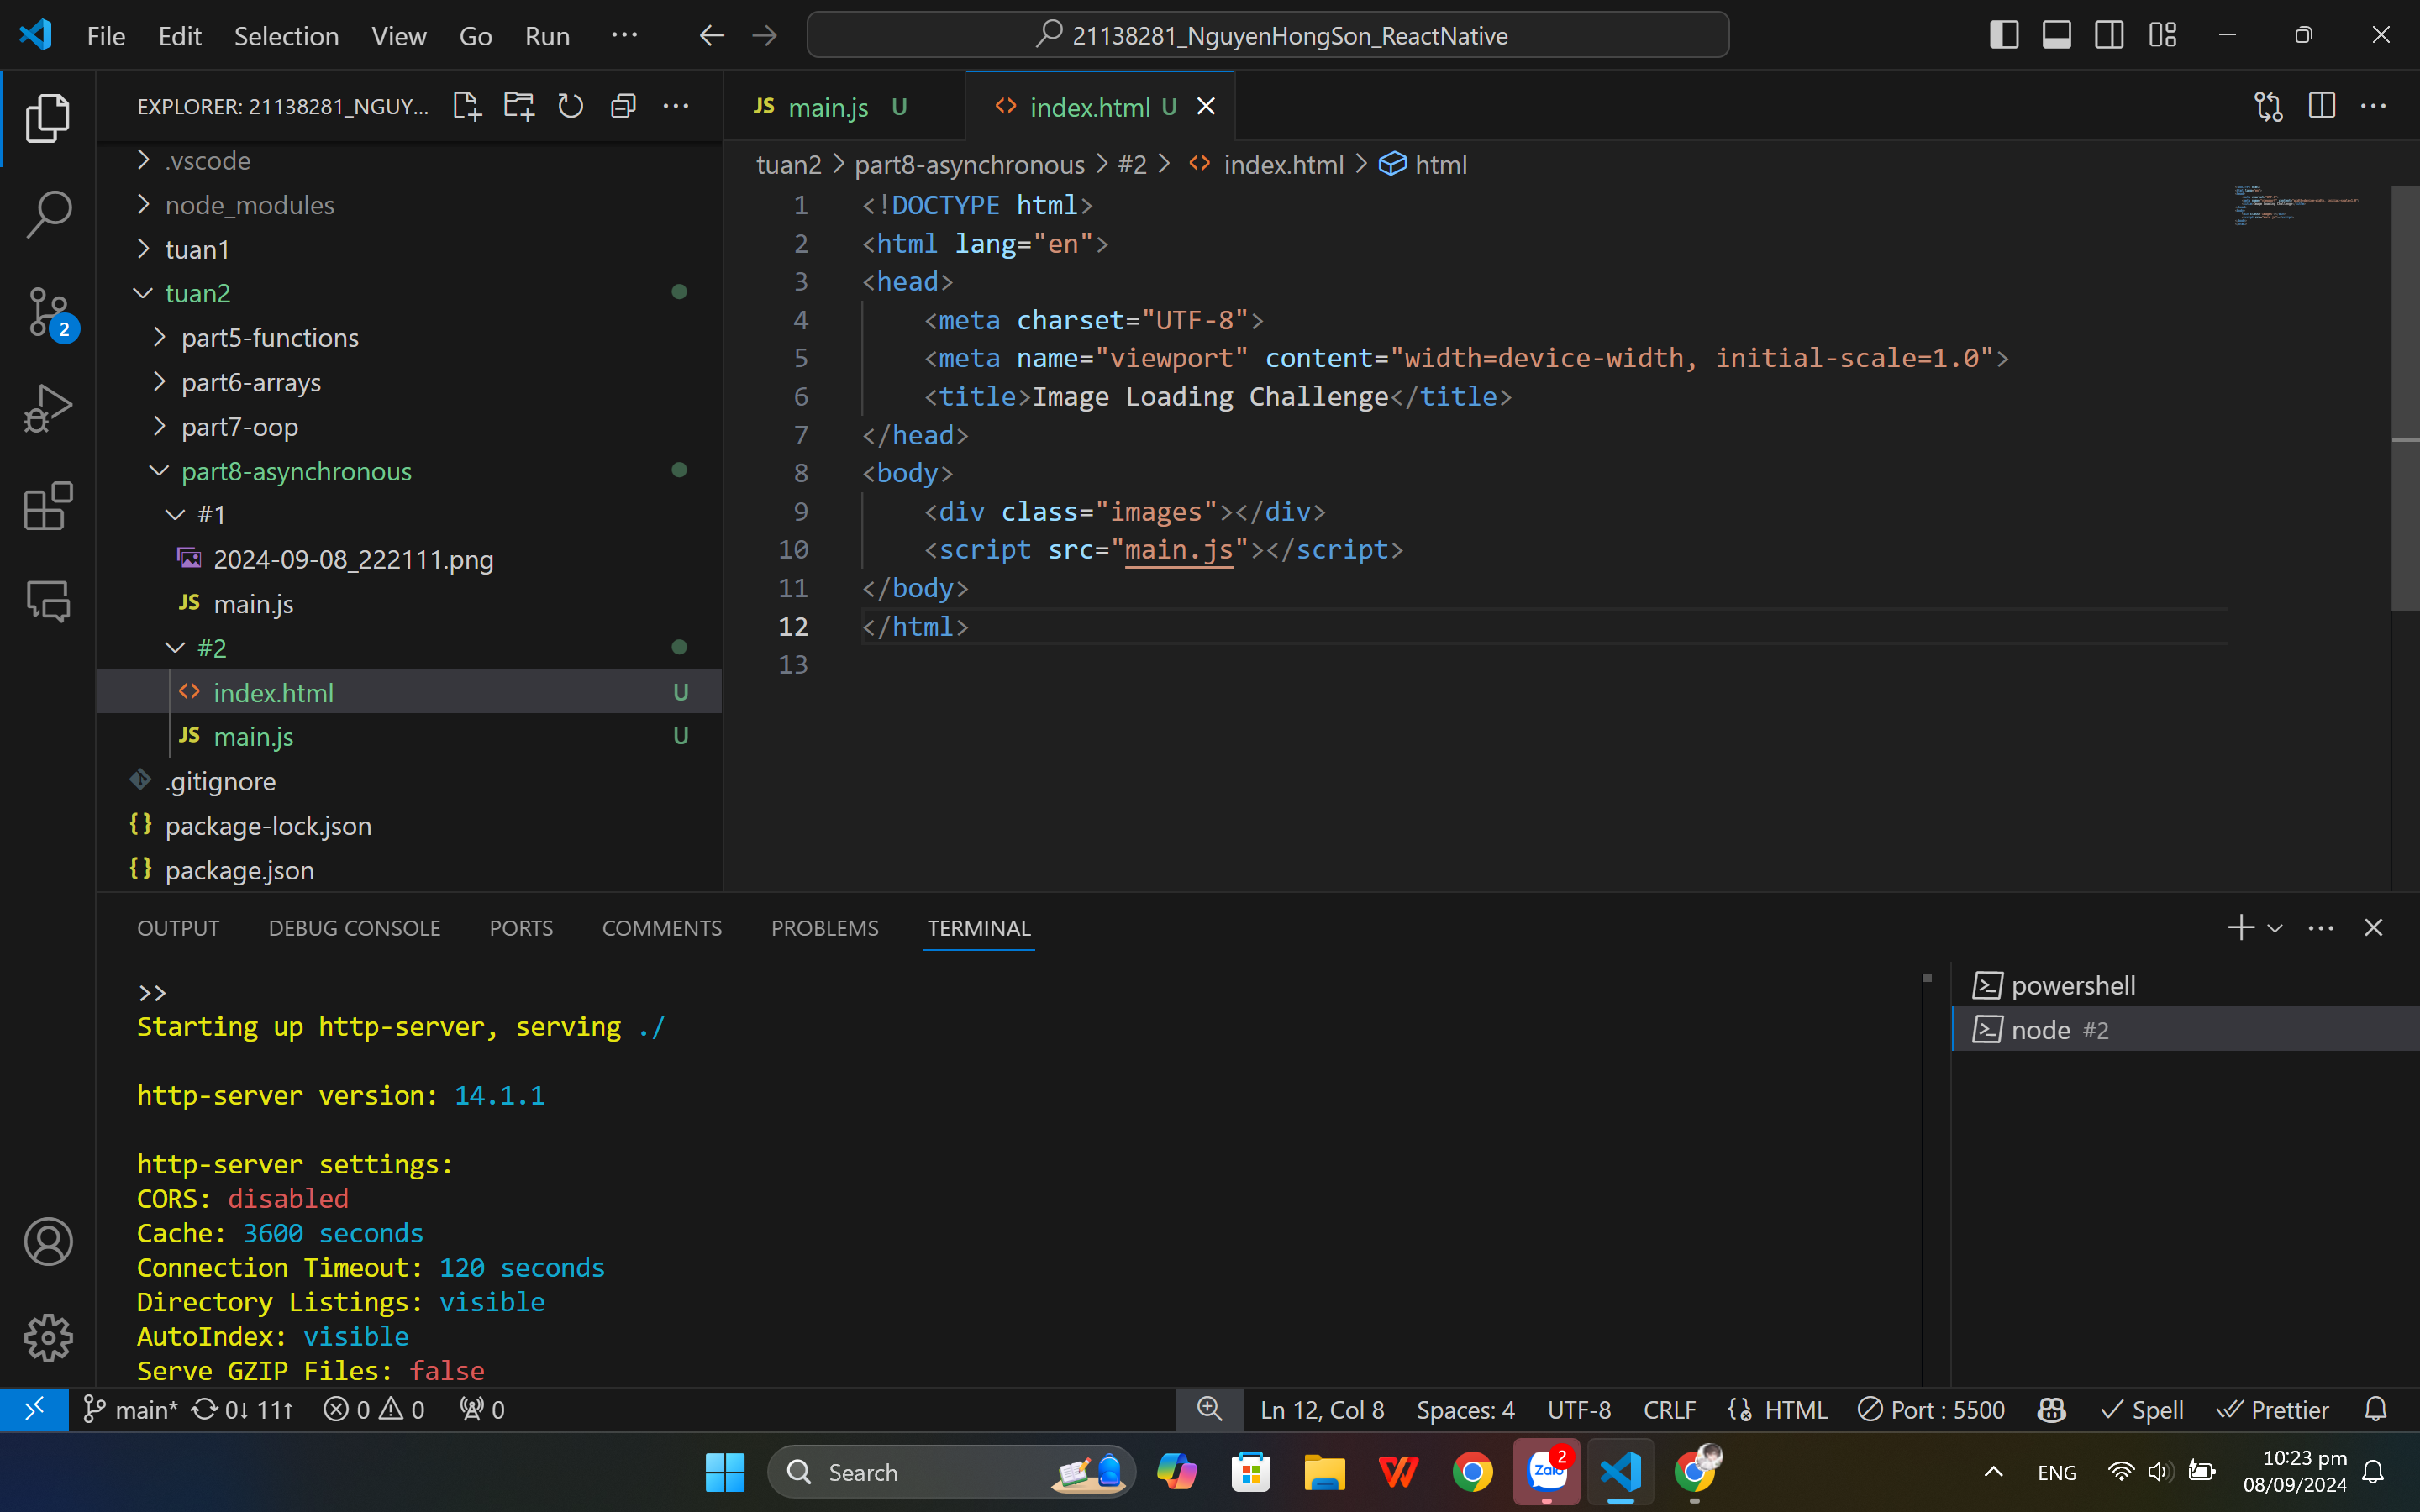 File Edit Selection View Go Run ··· 21138281_NguyenHongSon_ReactNative
EXPLORER: 21138281_NGUY...
.vscode
node_modules
tuan1
tuan2
part5-functions
part6-arrays
part7-oop
part8-asynchronous
#1
2024-09-08_222111.png
JS main.js
#2
index.html U
JS main.js U
.gitignore
{} package-lock.json
{} package.json
2
JS main.js U
<> index.html U
tuan2 > part8-asynchronous > #2 > <> index.html > html
1 <!DOCTYPE html>
2 <html lang="en">
3 <head>
4 <meta charset="UTF-8">
5 <meta name="viewport" content="width=device-width, initial-scale=1.0">
6 <title>Image Loading Challenge</title>
7 </head>
8 <body>
9 <div class="images"></div>
10 <script src="main.js"></script>
11 </body>
12 </html>
13
OUTPUT DEBUG CONSOLE PORTS COMMENTS PROBLEMS TERMINAL
>>
Starting up http-server, serving ./
http-server version: 14.1.1
http-server settings:
CORS: disabled
Cache: 3600 seconds
Connection Timeout: 120 seconds
Directory Listings: visible
AutoIndex: visible
Serve GZIP Files: false
powershell
node #2
main* 0↓ 11↑ 0 0 0 Ln 12, Col 8 Spaces: 4 UTF-8 CRLF HTML Port : 5500 Spell Prettier
Search
Zalo 2
ENG
10:23 pm
08/09/2024